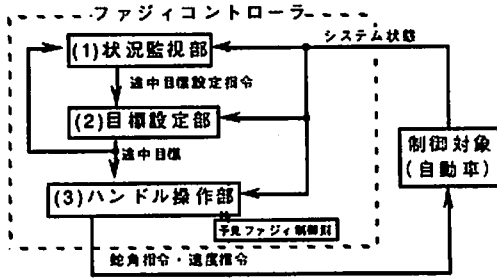 ファジィコントローラ
システム状態
(1)状況監視部
途中目標設定指令
(2)目標設定部
途中目標
制御対象
(自動車)
(3)ハンドル操作部
予見ファジィ制御則
舵角指令・速度指令